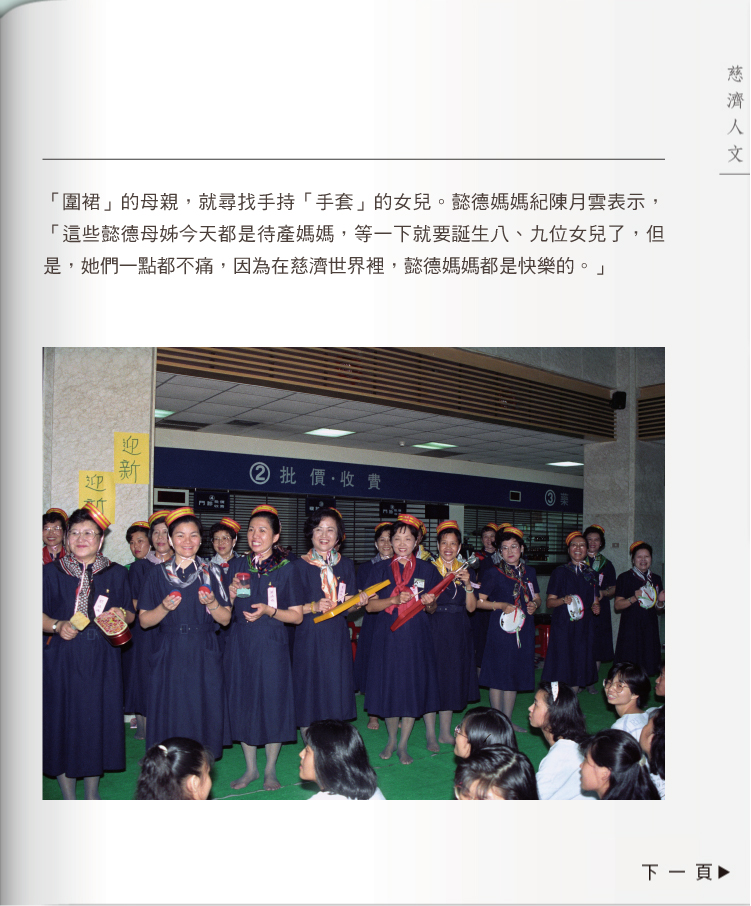 慈濟人文
「圍裙」的母親，就尋找手持「手套」的女兒。懿德媽媽紀陳月雲表示，
「這些懿德母姊今天都是待產媽媽，等一下就要誕生八、九位女兒了，但
是，她們一點都不痛，因為在慈濟世界裡，懿德媽媽都是快樂的。」
迎新
迎新
②批價·收費
③藥
下一頁▶